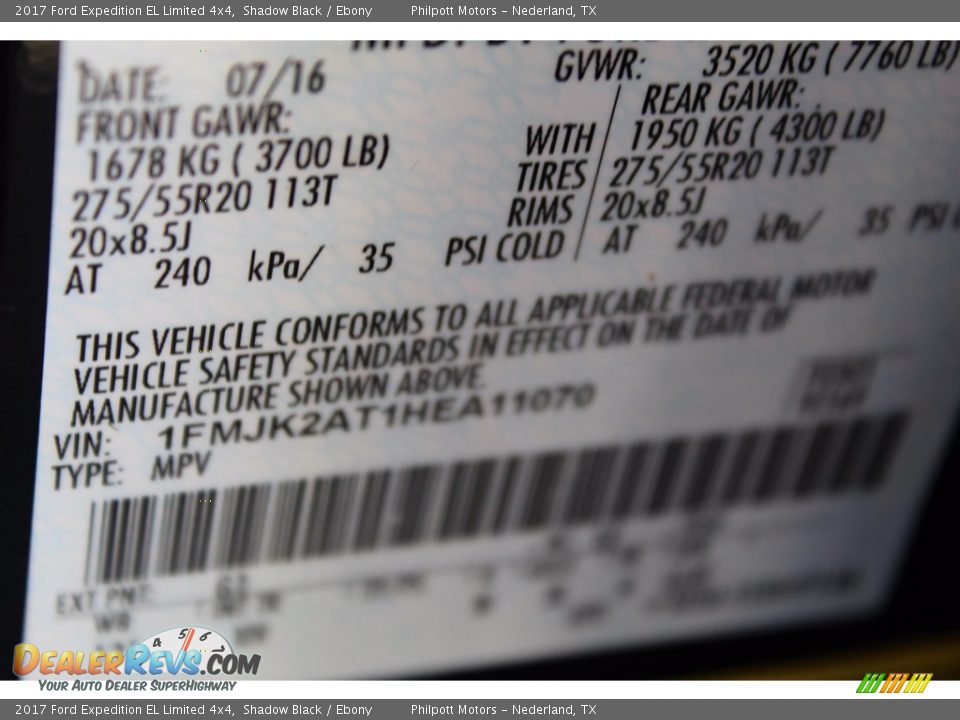 2017 Ford Expedition EL Limited 4x4, Shadow Black / Ebony Philpott Motors - Nederland, TX
DATE: 07/16 GVWR: 3520 KG ( 7760 LB)
FRONT GAWR: REAR GAWR:
1678 KG ( 3700 LB) WITH 1950 KG ( 4300 LB)
275/55R20 113T TIRES 275/55R20 113T
20x8.5J RIMS 20x8.5J
AT 240 kPa/ 35 PSI COLD AT 240 kPa/ 35 PSI
THIS VEHICLE CONFORMS TO ALL APPLICABLE FEDERAL MOTOR
VEHICLE SAFETY STANDARDS IN EFFECT ON THE DATE OF
MANUFACTURE SHOWN ABOVE.
VIN: 1FMJK2AT1HEA11070
TYPE: MPV
EXT PNT:
WB
DEALERREVS.COM
YOUR AUTO DEALER SUPERHIGHWAY
2017 Ford Expedition EL Limited 4x4, Shadow Black / Ebony Philpott Motors - Nederland, TX